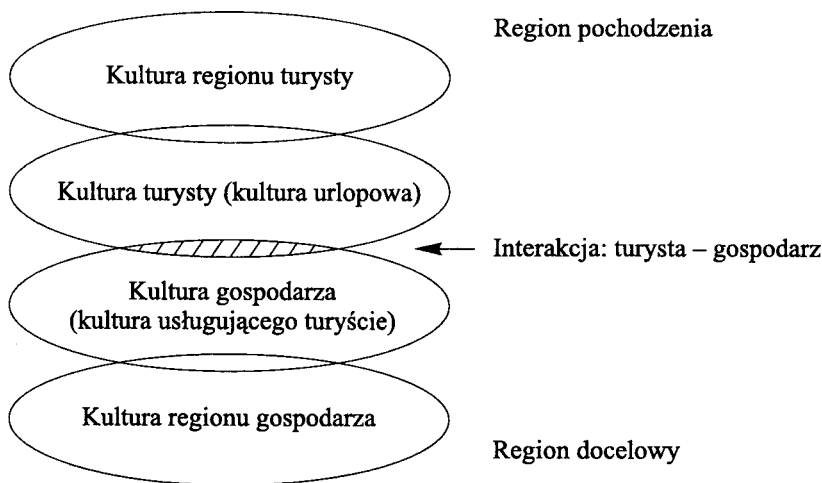 Region pochodzenia
Kultura regionu turysty
Kultura turysty (kultura urlopowa)
Interakcja: turysta – gospodarz
Kultura gospodarza
(kultura usługującego turyście)
Kultura regionu gospodarza
Region docelowy